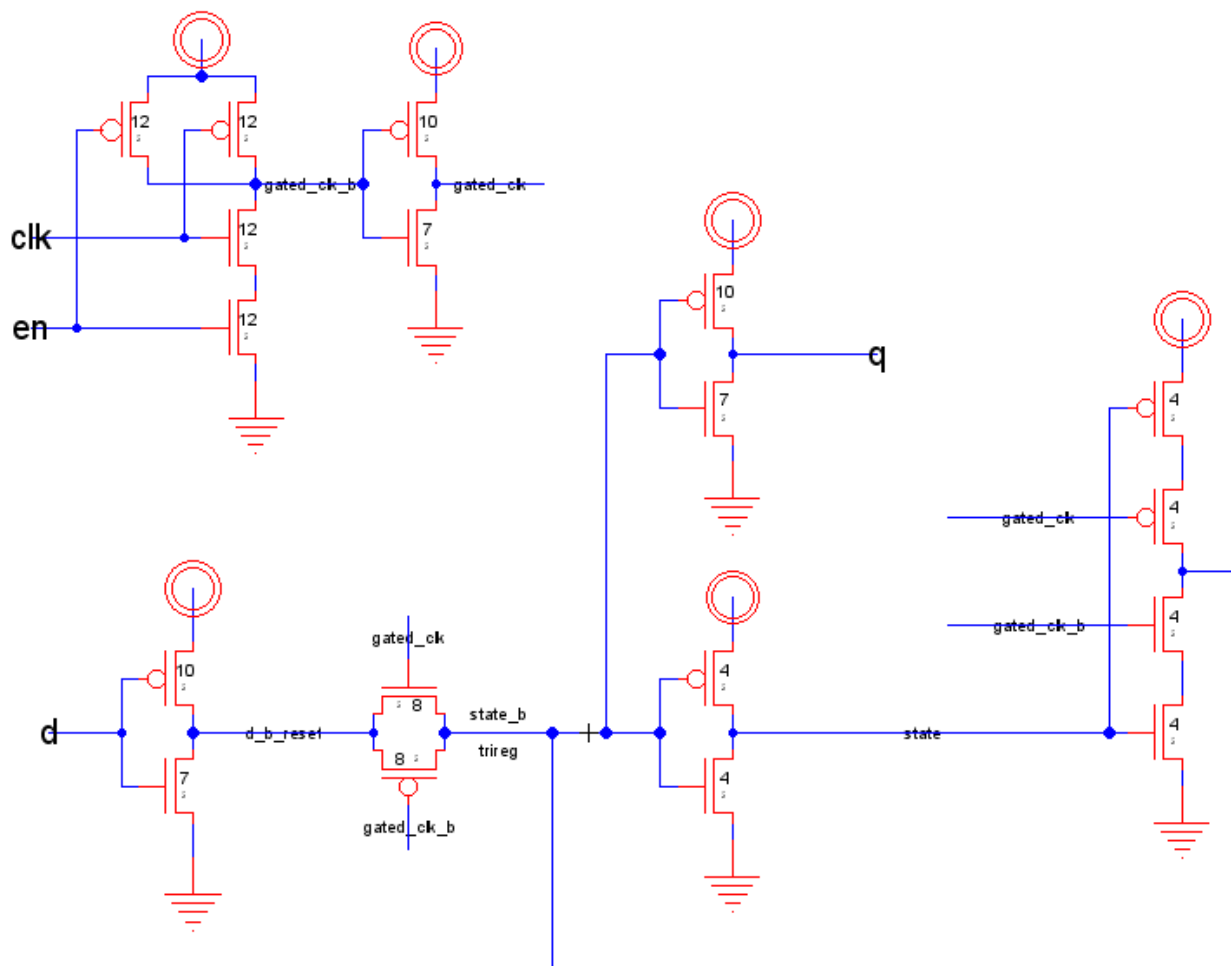 12
12
10
gated_clk_b
gated_clk
clk
12
7
en
12
10
q
7
4
gated_clk
4
gated_clk_b
4
4
gated_clk
10
4
d
d_b_reset
8
state_b
trireg
state
8
7
4
gated_clk_b